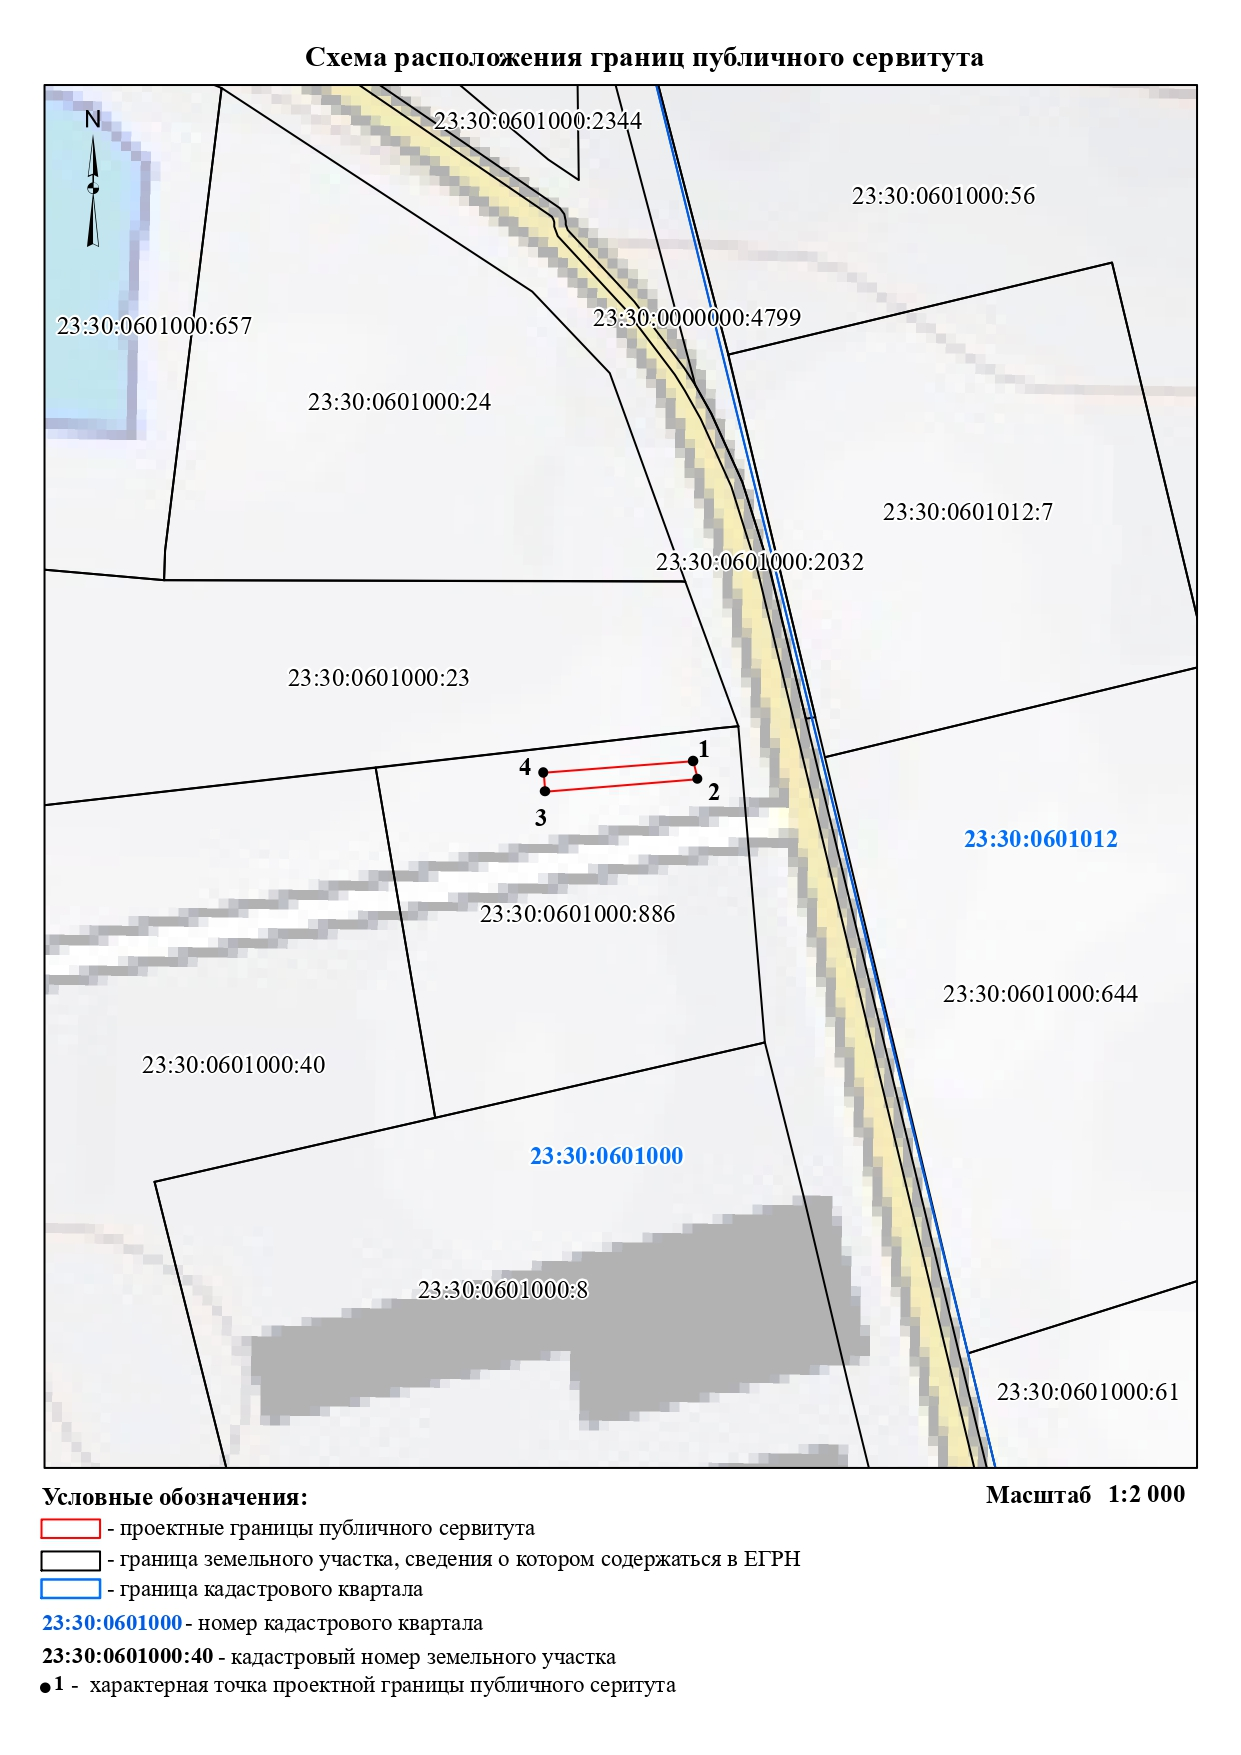 Схема расположения границ публичного сервитута
N
23:30:0601000:2344
23:30:0601000:56
23:30:0601000:657
23:30:0000000:4799
23:30:0601000:24
23:30:0601012:7
23:30:0601000:2032
23:30:0601000:23
1
4
2
3
23:30:0601012
23:30:0601000:886
23:30:0601000:644
23:30:0601000:40
23:30:0601000
23:30:0601000:8
23:30:0601000:61
Условные обозначения:
Масштаб 1:2 000
- проектные границы публичного сервитута
- граница земельного участка, сведения о котором содержаться в ЕГРН
- граница кадастрового квартала
23:30:0601000 - номер кадастрового квартала
23:30:0601000:40 - кадастровый номер земельного участка
1 - характерная точка проектной границы публичного серитута